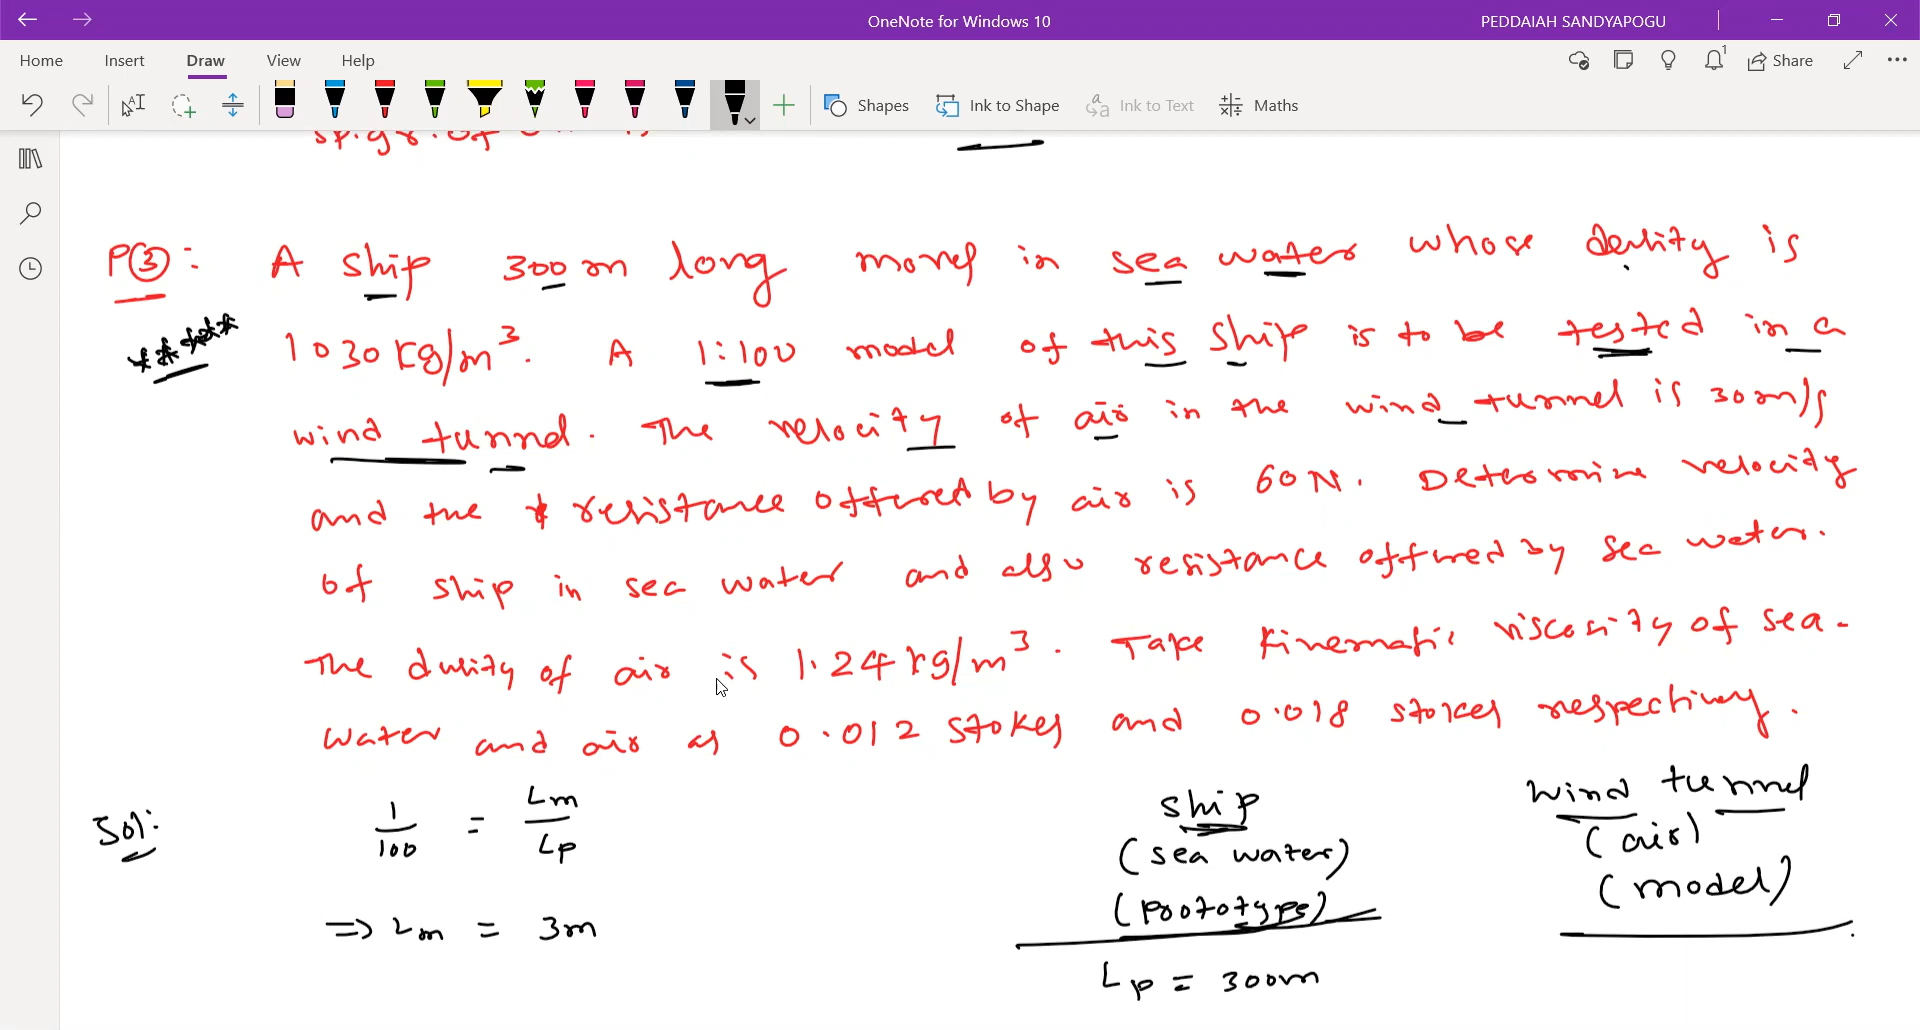 OneNote for Windows 10
PEDDAIAH SANDYAPOGU
Home Insert Draw View Help
1
Share
Shapes Ink to Shape Ink to Text Maths
P③: A ship 300m long moves in sea water whose density is
1030 kg/m³. A 1:100 model of this ship is to be tested in a
wind tunnel. The velocity of air in the wind tunnel is 30m/s
and the resistance offered by air is 60N. Determine velocity
of ship in sea water and also resistance offered by sea water.
The density of air is 1.24 kg/m³. Take kinematic viscosity of sea-
water and air as 0.012 stokes and 0.018 stokes respectively.
Sol: 1/100 = Lm/Lp
=> Lm = 3m
ship
(sea water)
(prototype)
Lp = 300m
wind tunnel
(air)
(model)